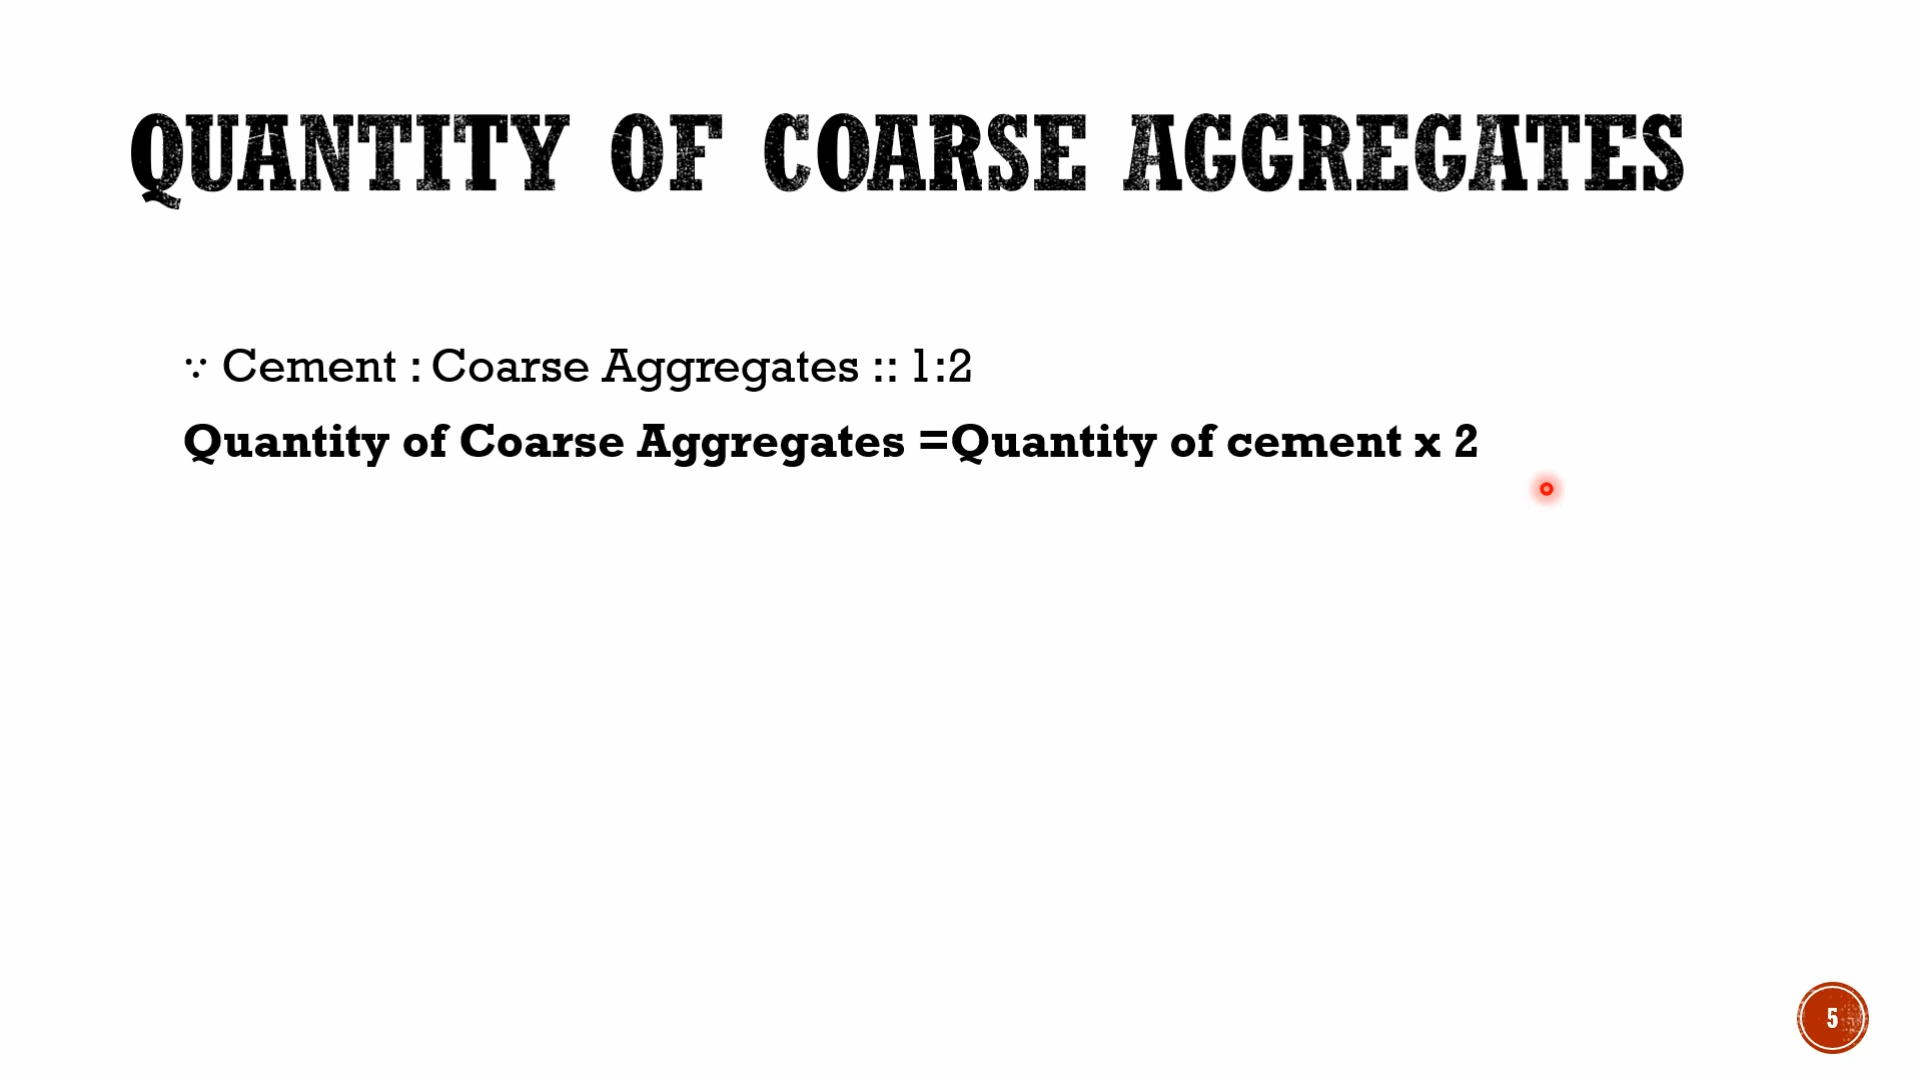 QUANTITY OF COARSE AGGREGATES
∵ Cement : Coarse Aggregates :: 1:2
Quantity of Coarse Aggregates =Quantity of cement x 2
5